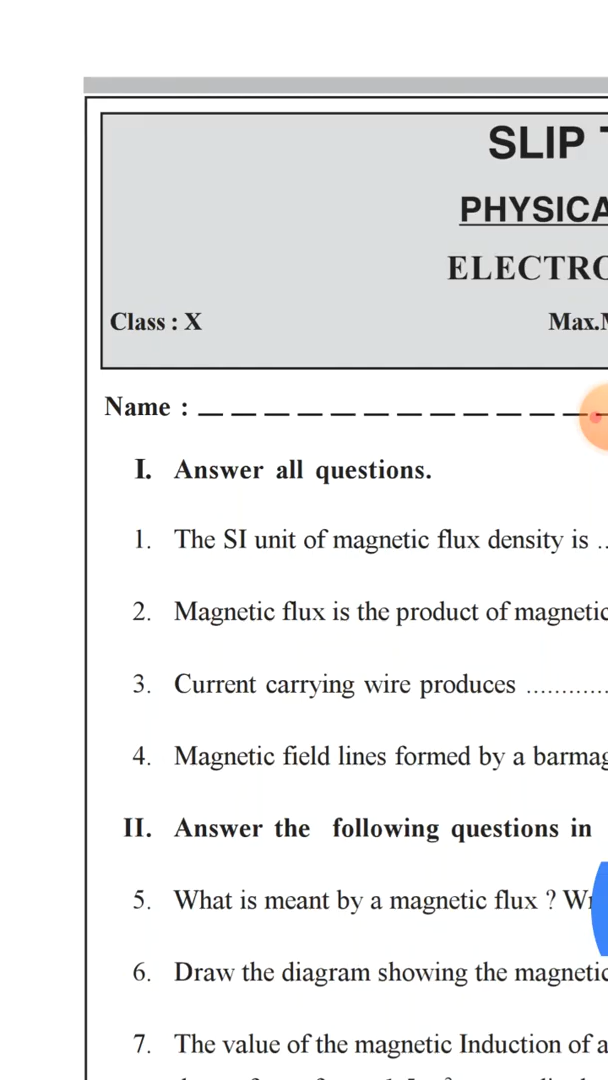 SLIP
PHYSICA
ELECTRO
Class : X
Max.M
Name : _ _ _ _ _ _ _ _ _ _ _ _
I. Answer all questions.
1. The SI unit of magnetic flux density is ..
2. Magnetic flux is the product of magnetic
3. Current carrying wire produces ............
4. Magnetic field lines formed by a barmag
II. Answer the following questions in
5. What is meant by a magnetic flux ? Wr
6. Draw the diagram showing the magnetic
7. The value of the magnetic Induction of a